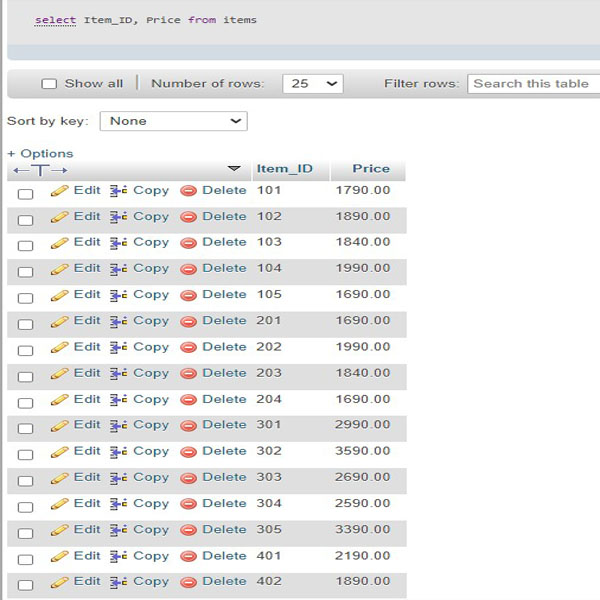 select Item_ID, Price from items
Show all Number of rows: 25 Filter rows: Search this table
Sort by key: None
+ Options
←T→ Item_ID Price
Edit Copy Delete 101 1790.00
Edit Copy Delete 102 1890.00
Edit Copy Delete 103 1840.00
Edit Copy Delete 104 1990.00
Edit Copy Delete 105 1690.00
Edit Copy Delete 201 1690.00
Edit Copy Delete 202 1990.00
Edit Copy Delete 203 1840.00
Edit Copy Delete 204 1690.00
Edit Copy Delete 301 2990.00
Edit Copy Delete 302 3590.00
Edit Copy Delete 303 2690.00
Edit Copy Delete 304 2590.00
Edit Copy Delete 305 3390.00
Edit Copy Delete 401 2190.00
Edit Copy Delete 402 1890.00